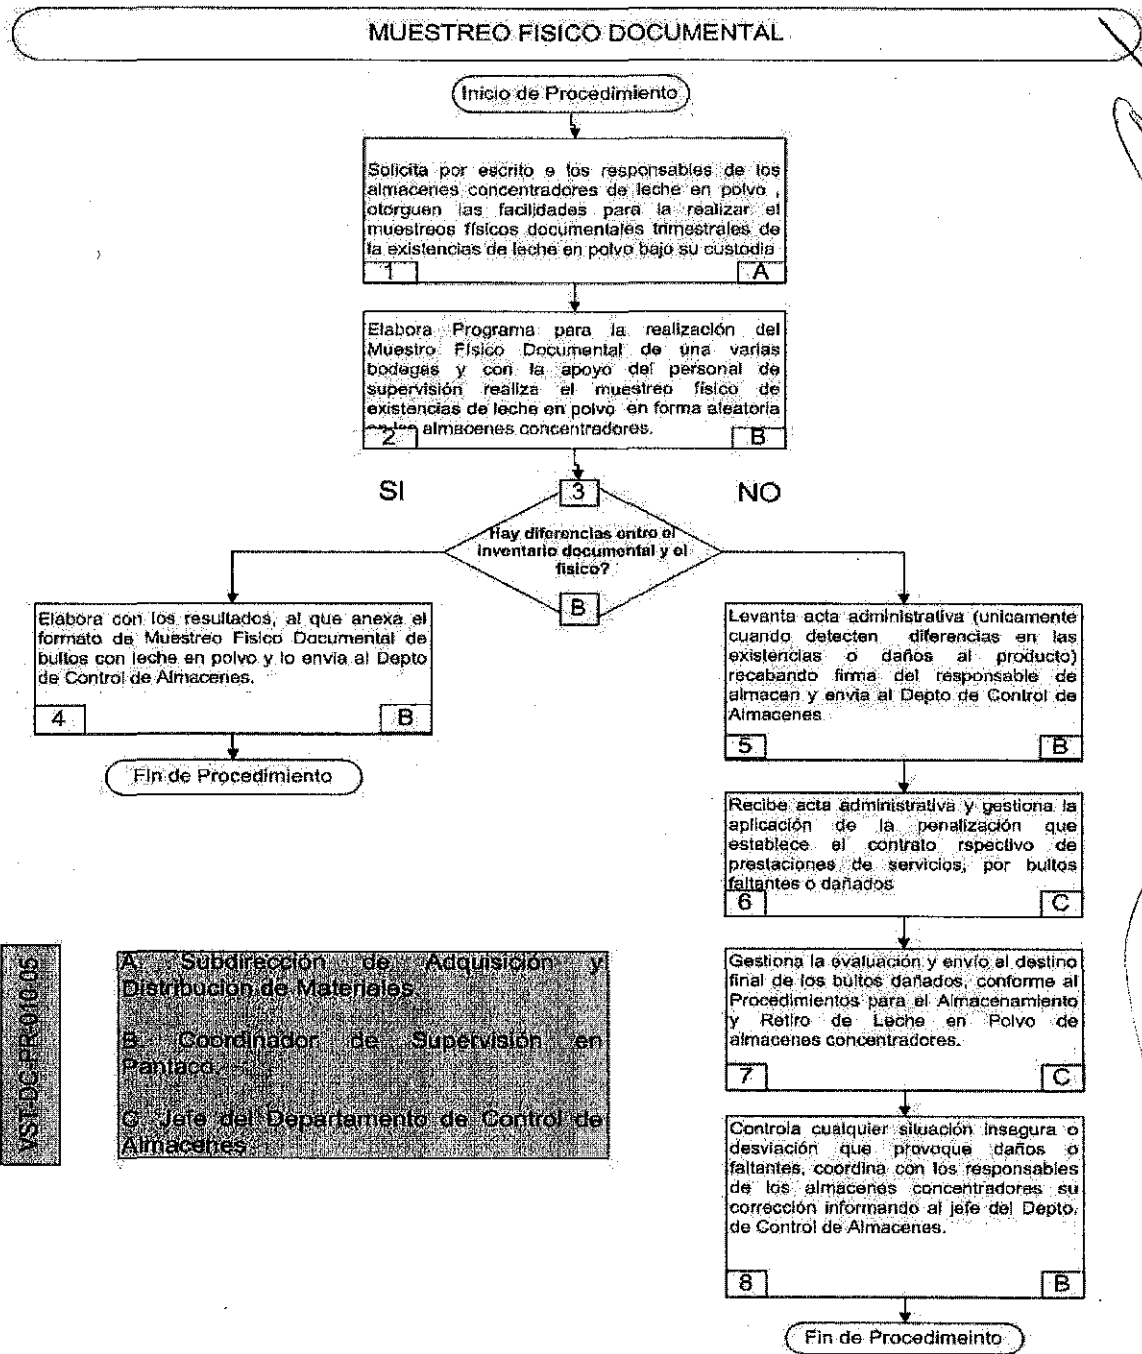 MUESTREO FISICO DOCUMENTAL
Inicio de Procedimiento
Solicita por escrito a los responsables de los
almacenes concentradores de leche en polvo ,
otorguen las facilidades para la realizar el
muestreos físicos documentales trimestrales de
la existencias de leche en polvo bajo su custodia
1 A
Elabora Programa para la realización del
Muestro Físico Documental de una varias
bodegas y con la apoyo del personal de
supervisión realiza el muestreo físico de
existencias de leche en polvo en forma aleatoria
en los almacenes concentradores.
2 B
SI 3 NO
Hay diferencias entre el
inventario documental y el
fisico?
B
Elabora con los resultados, al que anexa el
formato de Muestreo Fisico Documental de
bultos con leche en polvo y lo envía al Depto
de Control de Almacenes.
4 B
Fin de Procedimiento
Levanta acta administrativa (unicamente
cuando detecten diferencias en las
existencias o daños al producto)
recabando firma del responsable de
almacen y envia al Depto de Control de
Almacenes
5 B
Recibe acta administrativa y gestiona la
aplicación de la penalización que
establece el contrato rspectivo de
prestaciones de servicios, por bultos
faltantes o dañados
6 C
Gestiona la evaluación y envío al destino
final de los bultos dañados, conforme al
Procedimientos para el Almacenamiento
y Retiro de Leche en Polvo de
almacenes concentradores.
7 C
Controla cualquier situación insegura o
desviación que provoque daños o
faltantes, coordina con los responsables
de los almacenes concentradores su
corrección informando al jefe del Depto.
de Control de Almacenes.
8 B
Fin de Procedimeinto
VST-DC-PR-010-05
A. Subdirección de Adquisición y
Distribución de Materiales.
B. Coordinador de Supervisión en
Pantaco.
C. Jefe del Departamento de Control de
Almacenes.